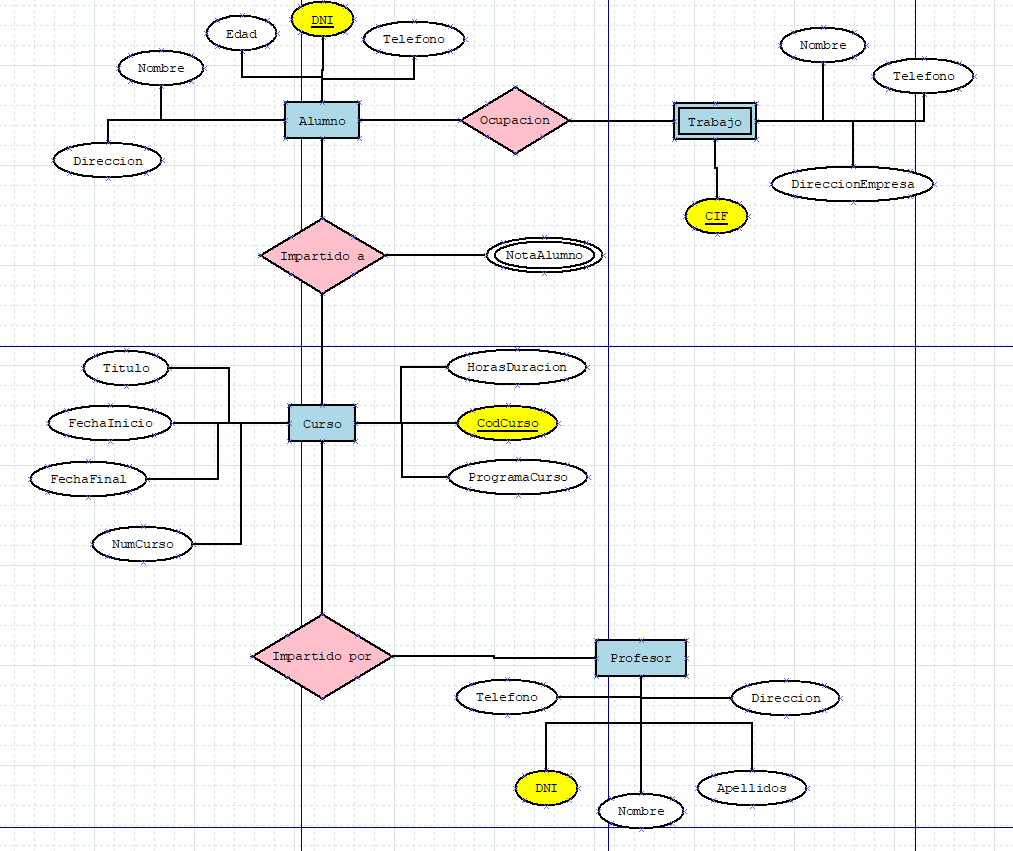 DNI
Edad
Telefono
Nombre
Nombre
Telefono
Alumno
Ocupacion
Trabajo
Direccion
DireccionEmpresa
CIF
Impartido a
NotaAlumno
Titulo
HorasDuracion
FechaInicio
Curso
CodCurso
FechaFinal
ProgramaCurso
NumCurso
Impartido por
Profesor
Telefono
Direccion
DNI
Apellidos
Nombre